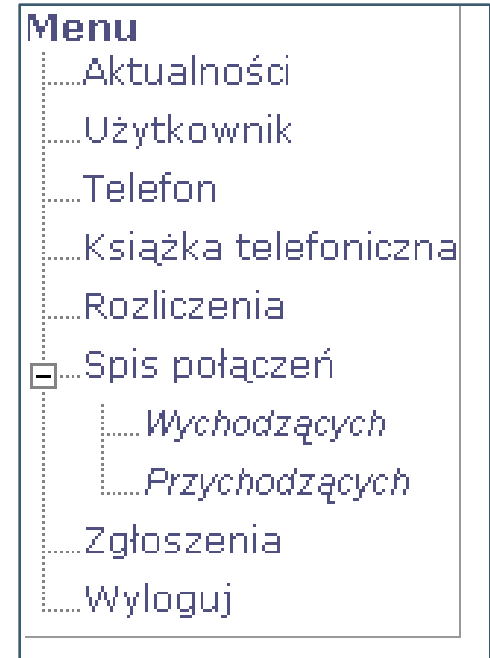 Menu
Aktualności
Użytkownik
Telefon
Książka telefoniczna
Rozliczenia
Spis połączeń
Wychodzących
Przychodzących
Zgłoszenia
Wyloguj